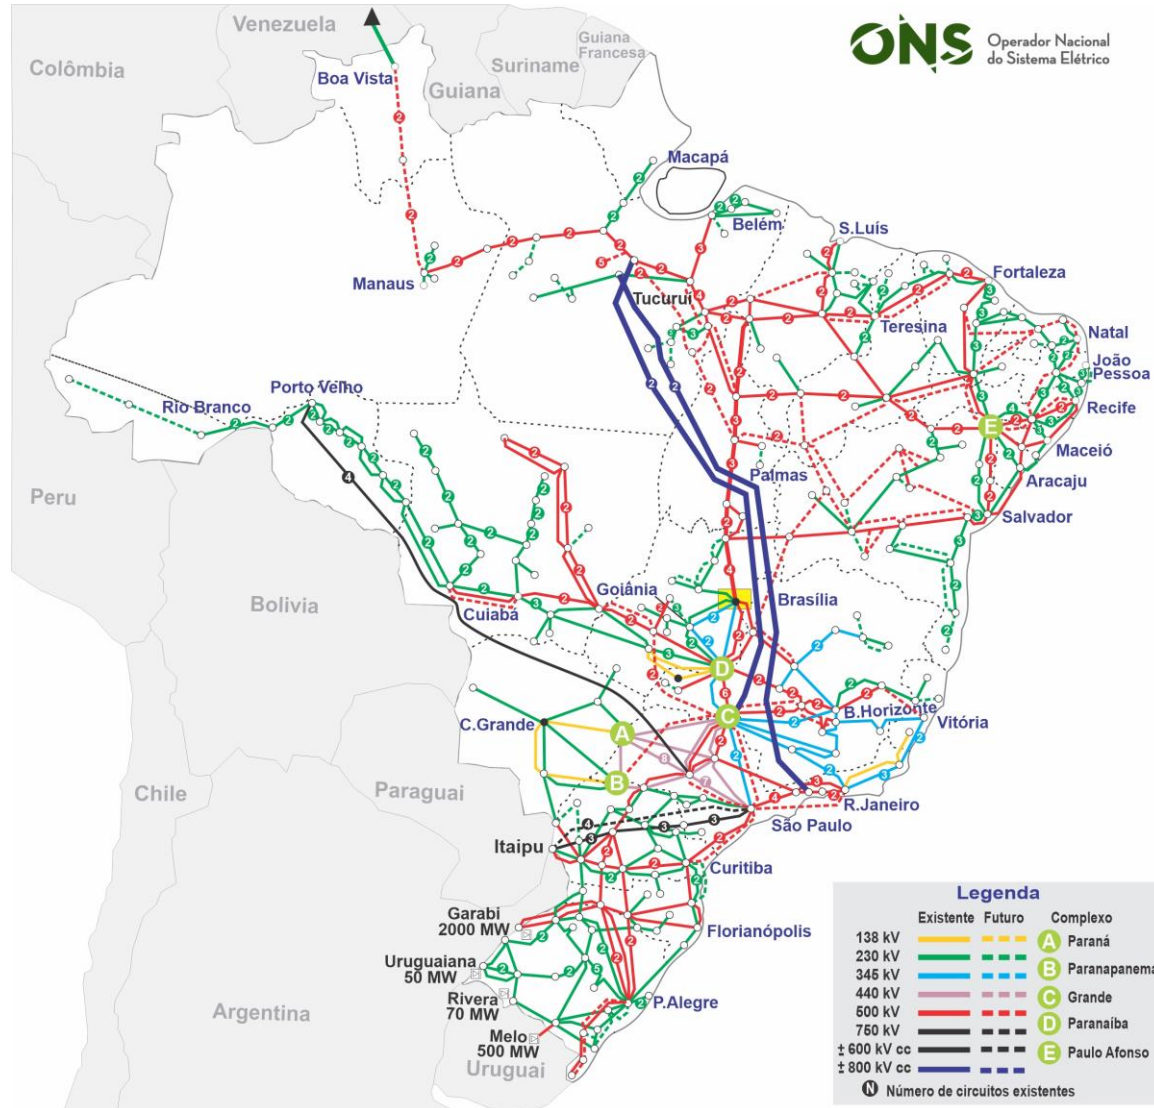 Venezuela
Colômbia
Boa Vista
Guiana
Suriname
Guiana
Francesa
ONS
Operador Nacional
do Sistema Elétrico
Macapá
Belém
S.Luís
Fortaleza
Manaus
Tucuruí
Teresina
Natal
João
Pessoa
Recife
Porto Velho
Rio Branco
E
Maceió
Palmas
Aracaju
Salvador
Peru
Bolivia
Cuiabá
Goiânia
Brasília
D
C
B.Horizonte
Vitória
C.Grande
A
B
Chile
Paraguai
R.Janeiro
São Paulo
Itaipu
Curitiba
Garabi
2000 MW
Florianópolis
Uruguaiana
50 MW
Rivera
70 MW
P.Alegre
Melo
500 MW
Argentina
Uruguai
Legenda
Existente Futuro Complexo
138 kV A Paraná
230 kV
345 kV B Paranapanema
440 kV C Grande
500 kV
750 kV D Paranaíba
± 600 kV cc E Paulo Afonso
± 800 kV cc
N Número de circuitos existentes